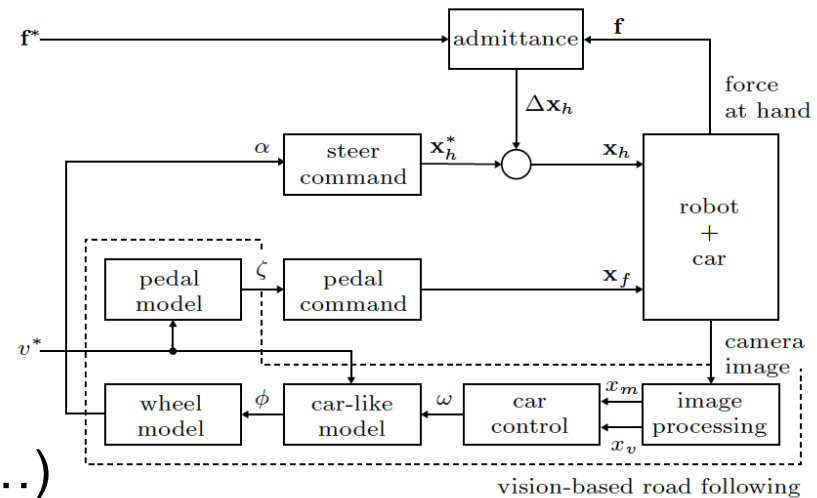 f*
admittance
f
force
at hand
Δx_h
α
steer
command
x_h^*
x_h
robot
+
car
pedal
model
ζ
pedal
command
x_f
v*
camera
image
wheel
model
ϕ
car-like
model
ω
car
control
x_m
x_v
image
processing
..)
vision-based road following